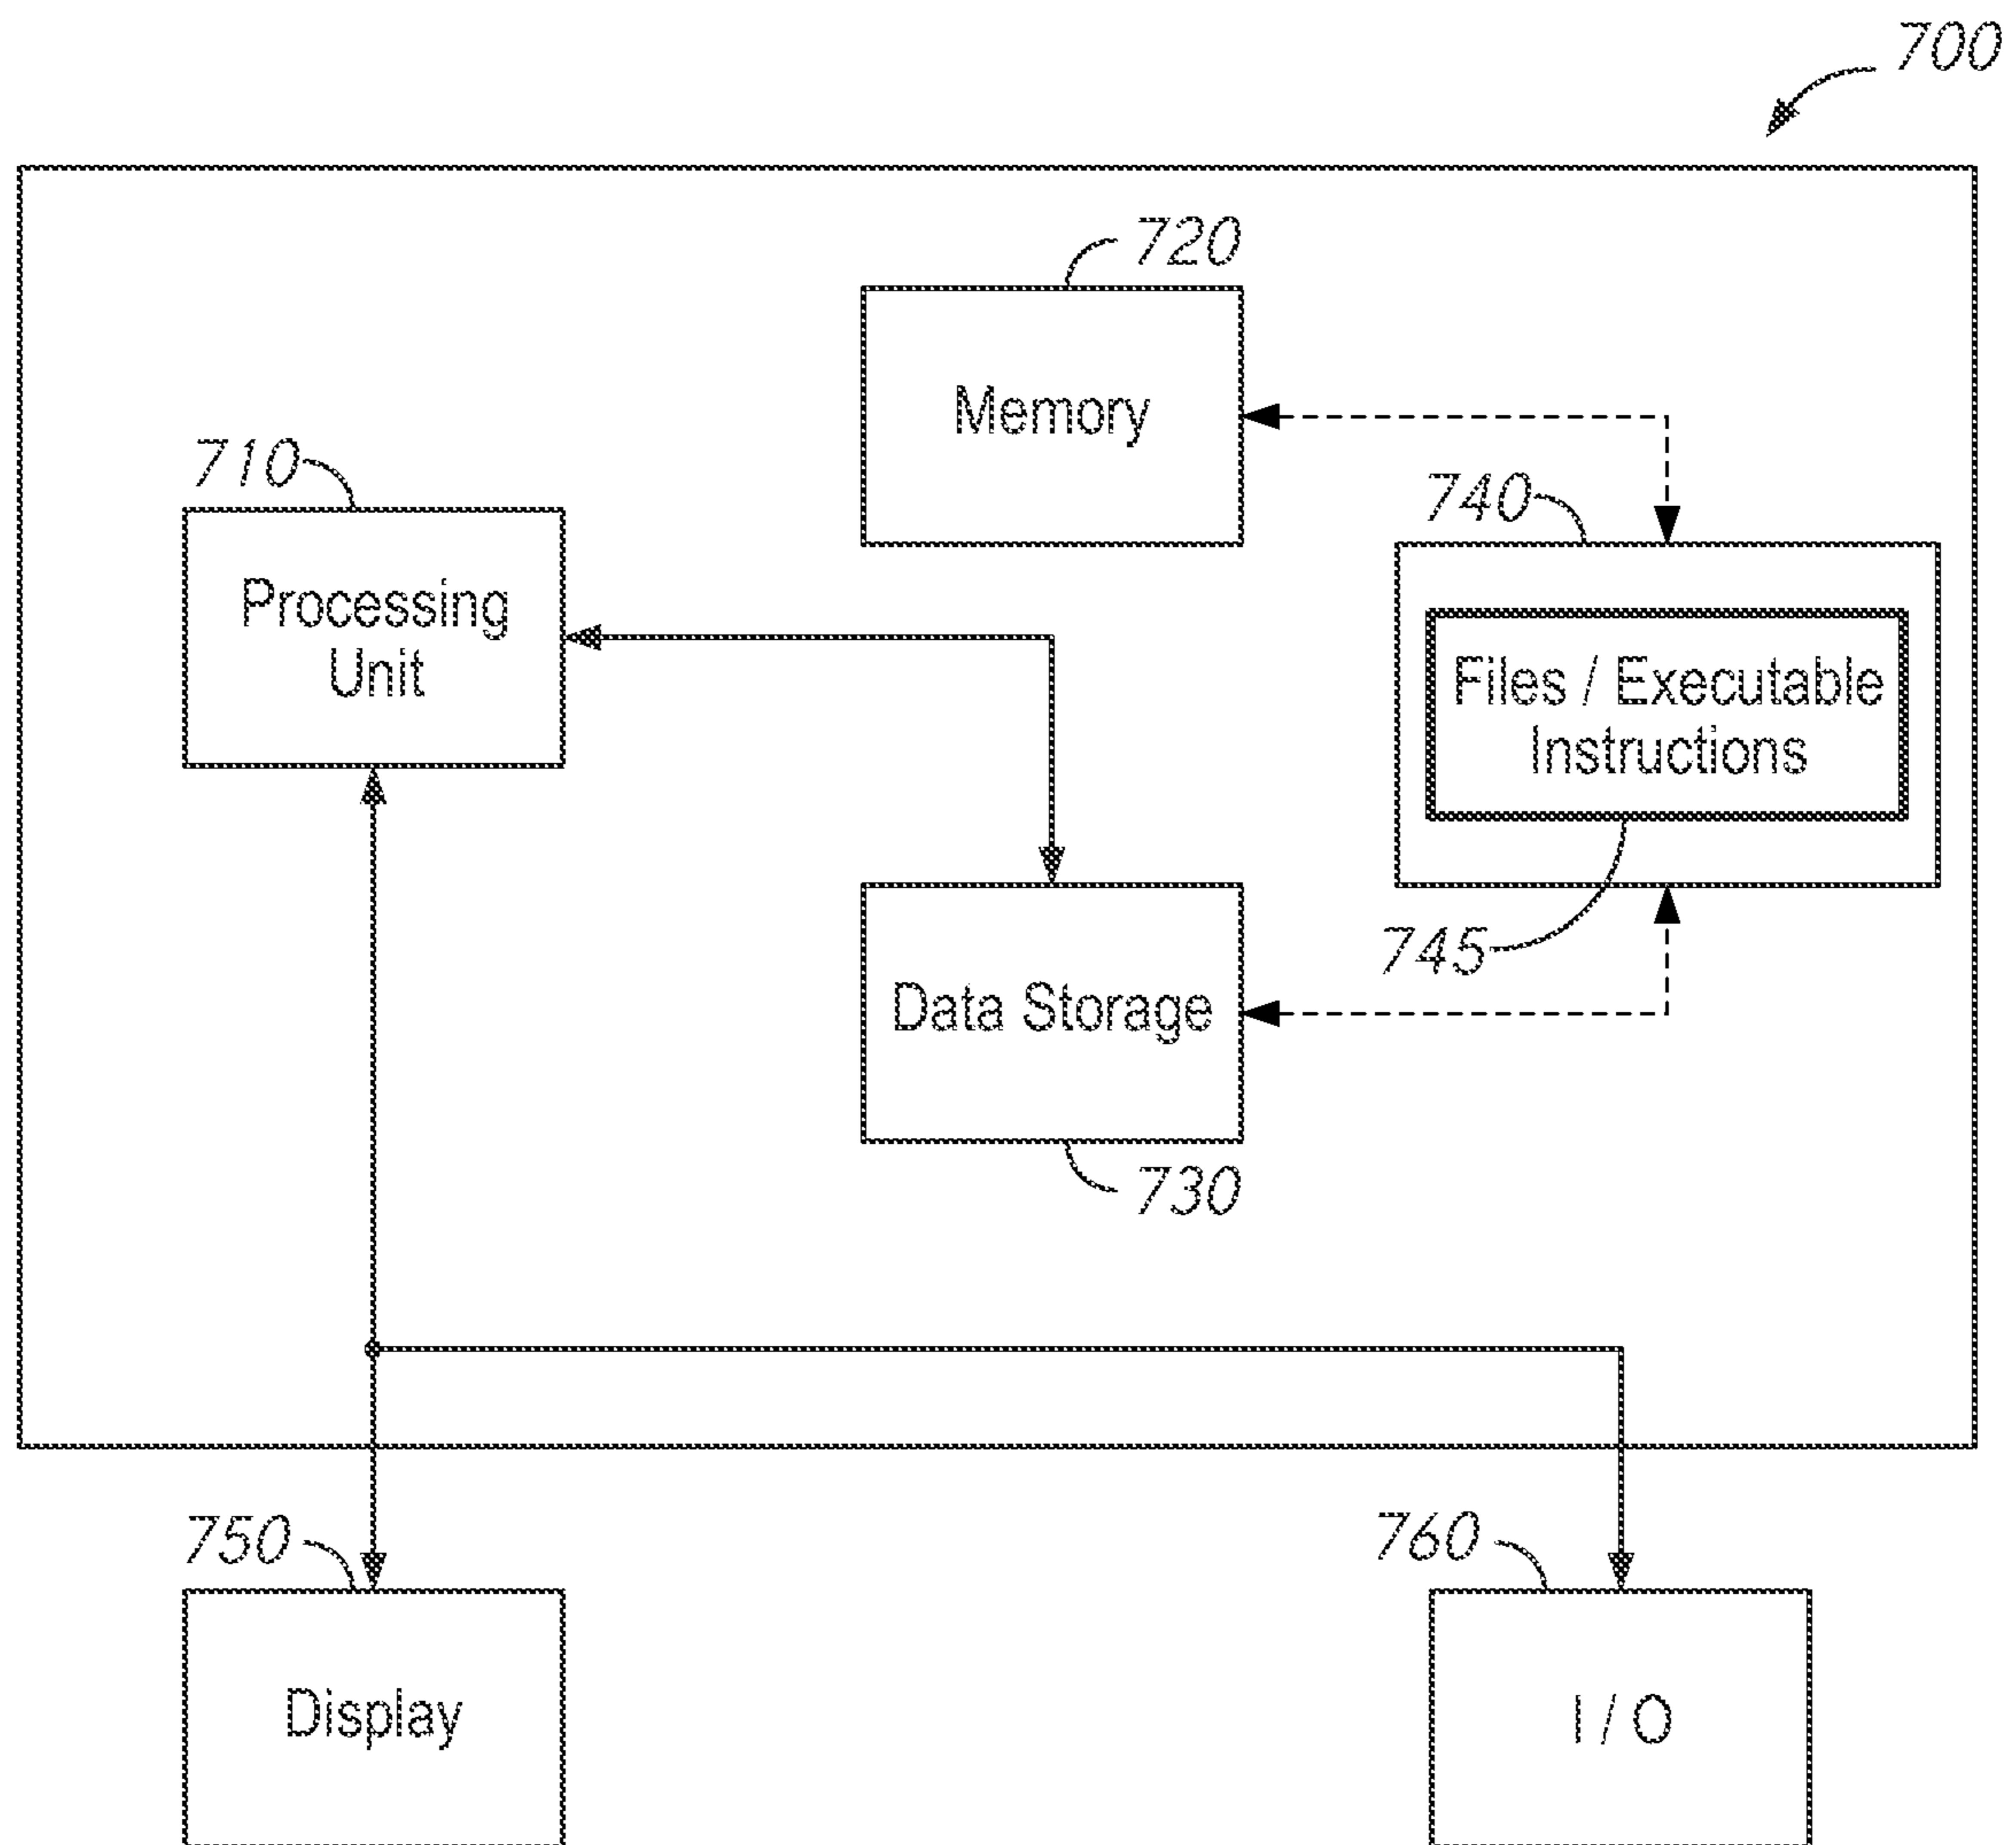 700
720
Memory
710
Processing
Unit
740
Files / Executable
Instructions
745
Data Storage
730
750
Display
760
I / O